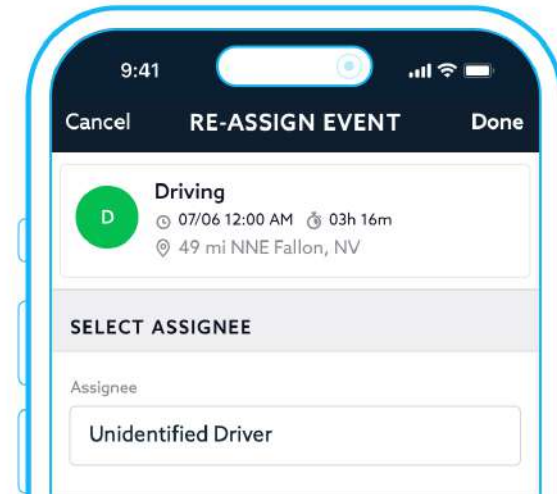 9:41
Cancel RE-ASSIGN EVENT Done
D
Driving
07/06 12:00 AM 03h 16m
49 mi NNE Fallon, NV
SELECT ASSIGNEE
Assignee
Unidentified Driver